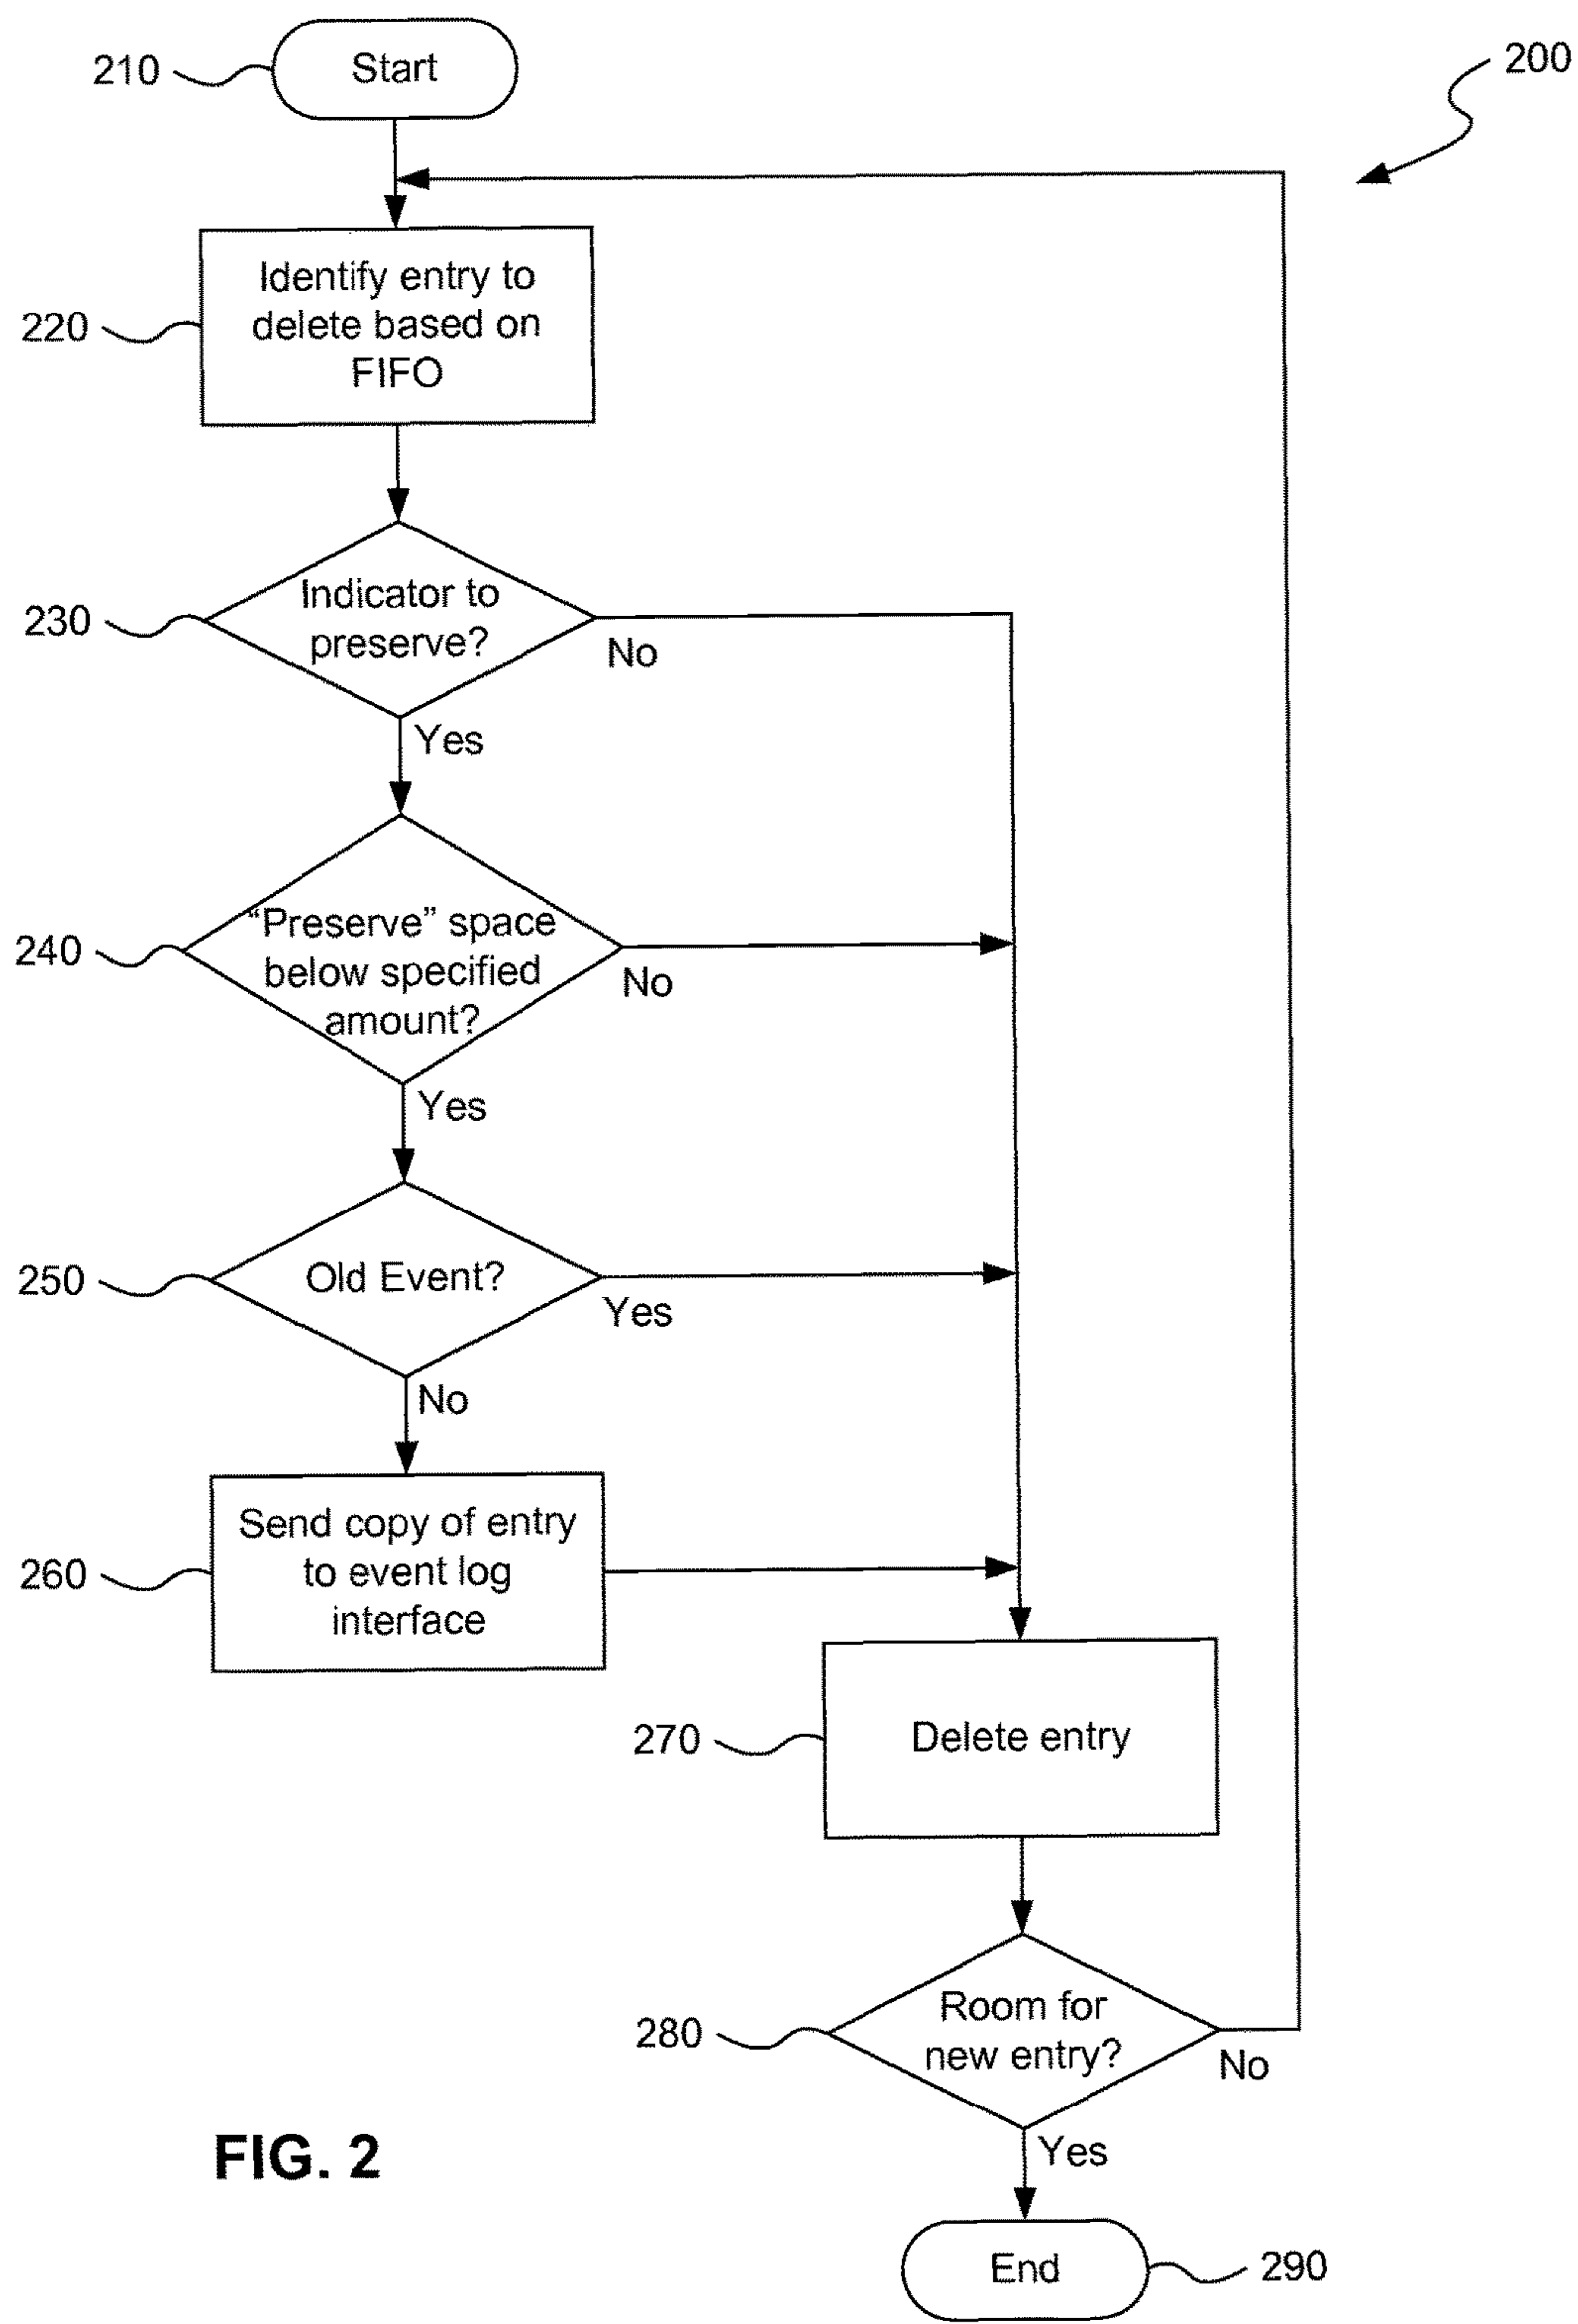 210
Start
200
220
Identify entry to
delete based on
FIFO
230
Indicator to
preserve?
No
Yes
240
“Preserve” space
below specified
amount?
No
Yes
250
Old Event?
Yes
No
260
Send copy of entry
to event log
interface
270
Delete entry
280
Room for
new entry?
No
Yes
FIG. 2
End
290